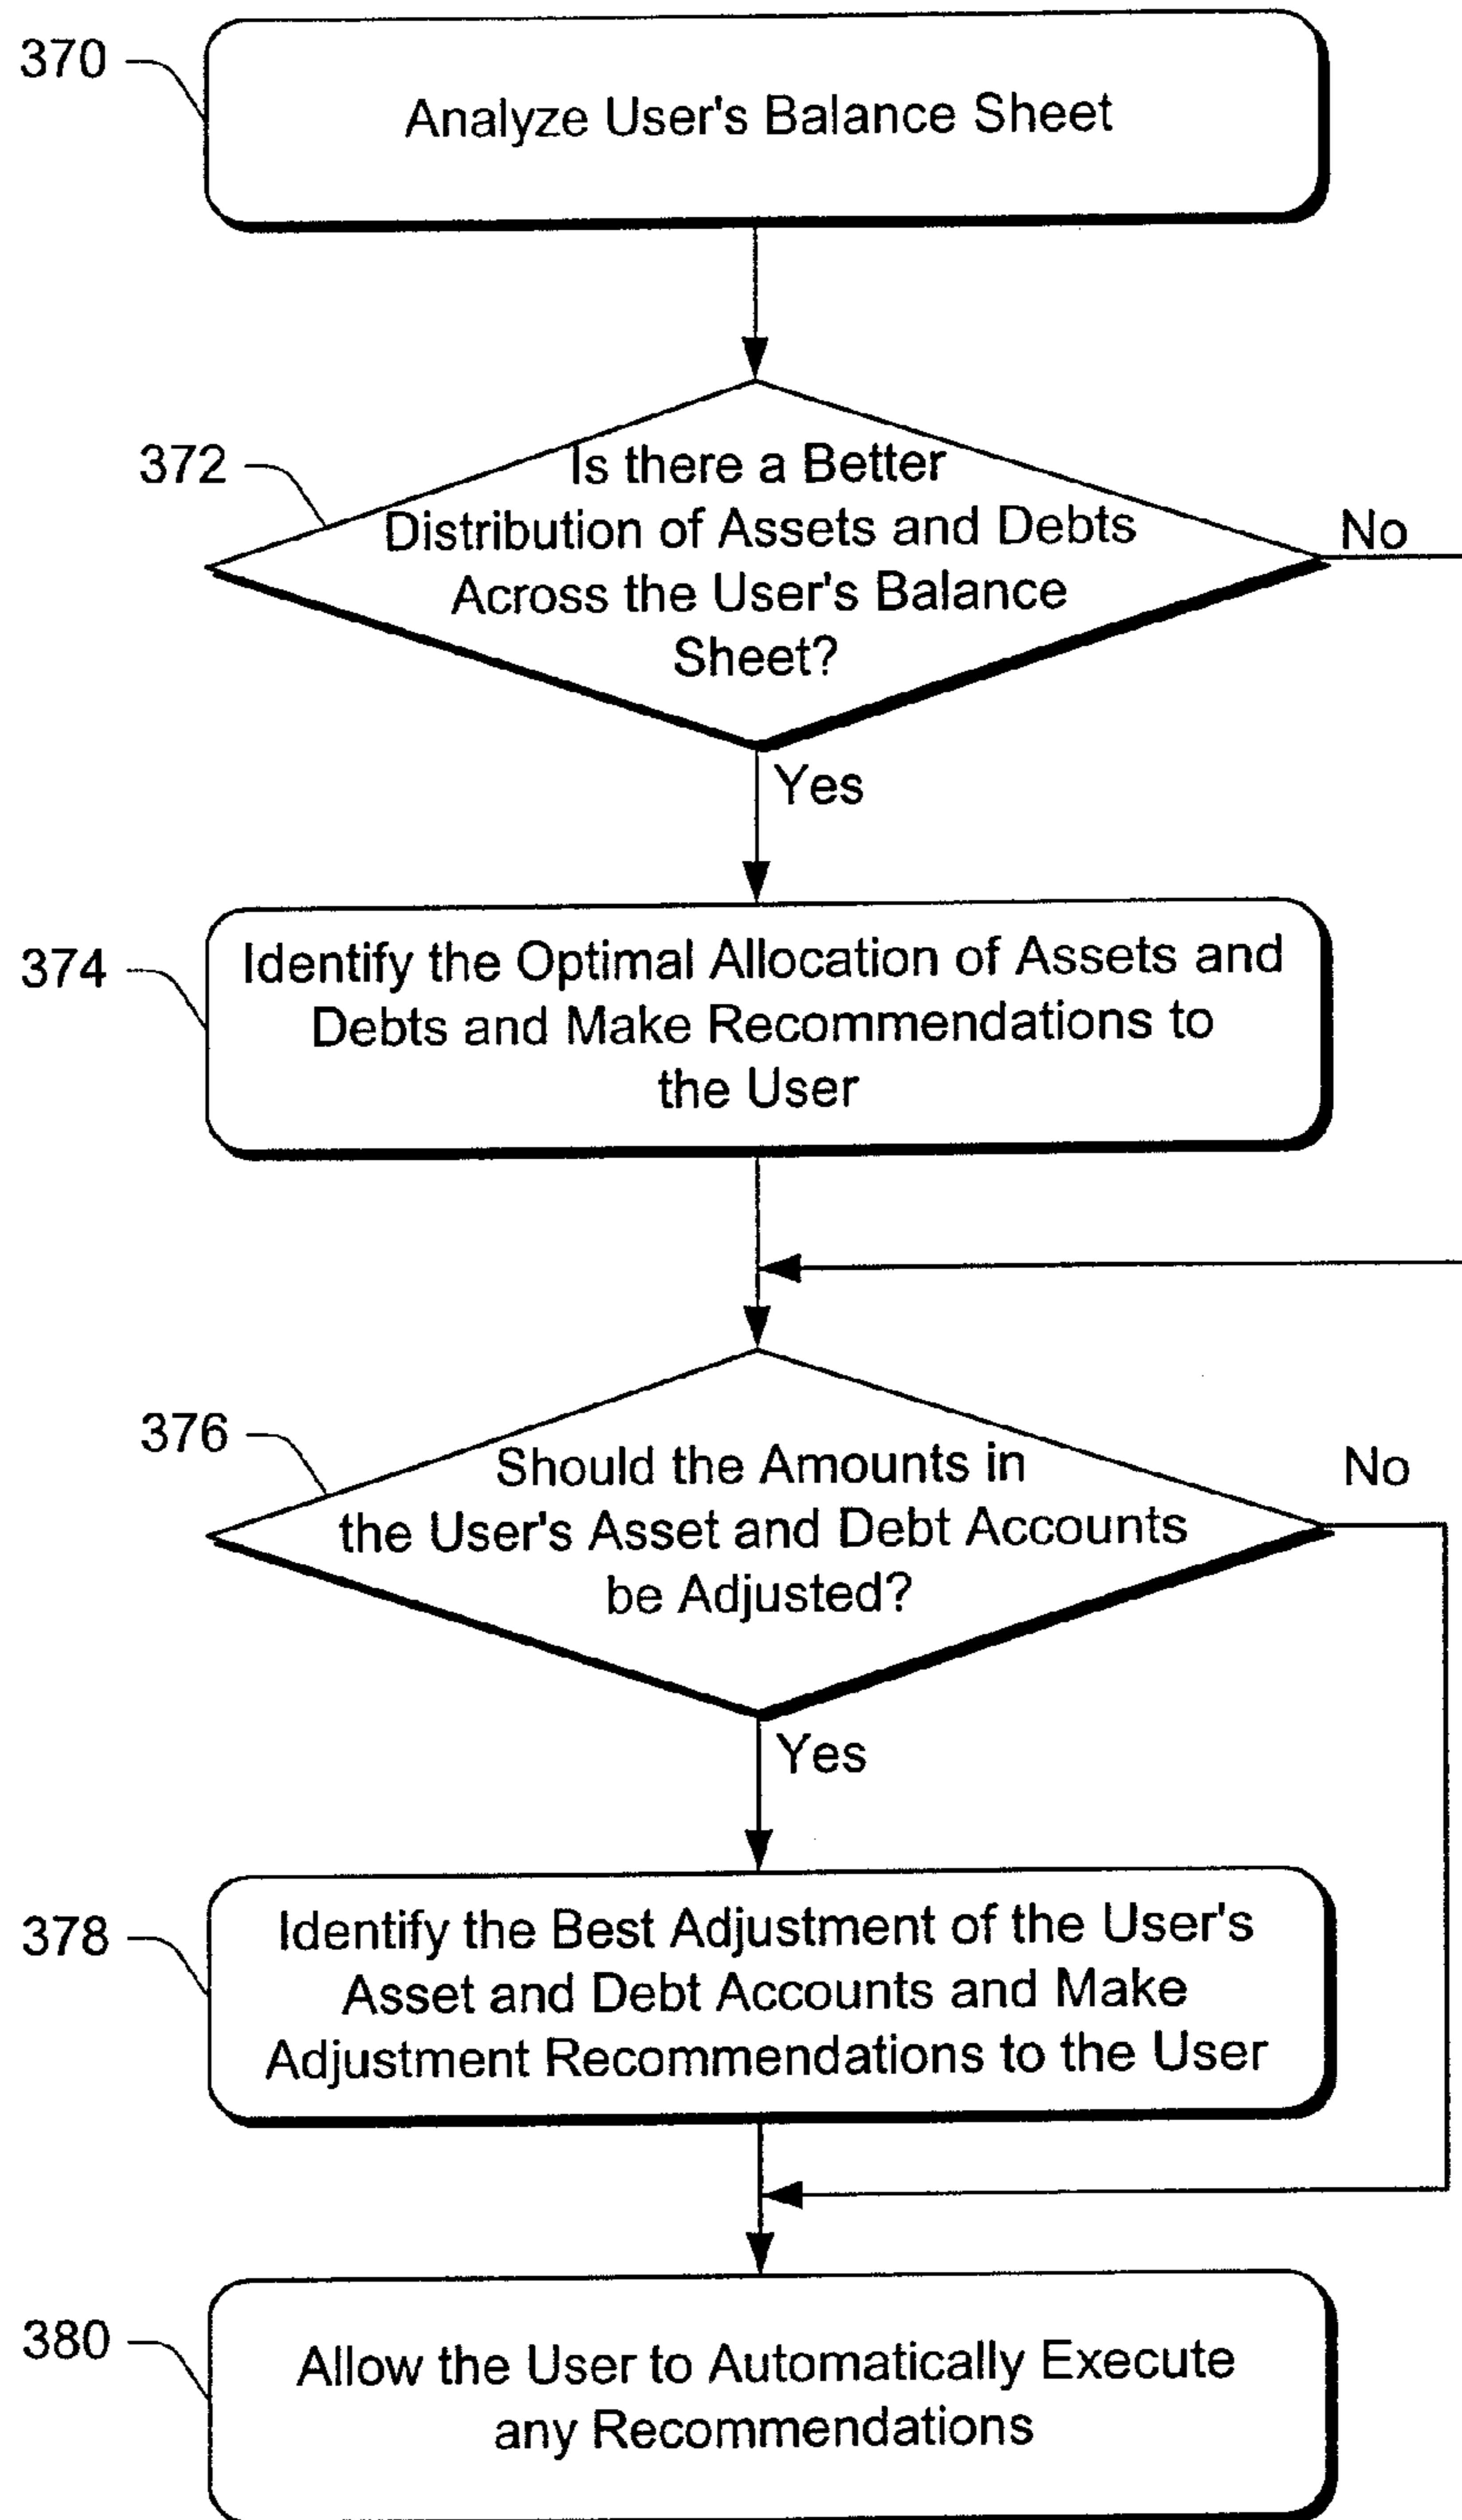 370
Analyze User's Balance Sheet
372
Is there a Better
Distribution of Assets and Debts
Across the User's Balance
Sheet?
No
Yes
374
Identify the Optimal Allocation of Assets and
Debts and Make Recommendations to
the User
376
Should the Amounts in
the User's Asset and Debt Accounts
be Adjusted?
No
Yes
378
Identify the Best Adjustment of the User's
Asset and Debt Accounts and Make
Adjustment Recommendations to the User
380
Allow the User to Automatically Execute
any Recommendations